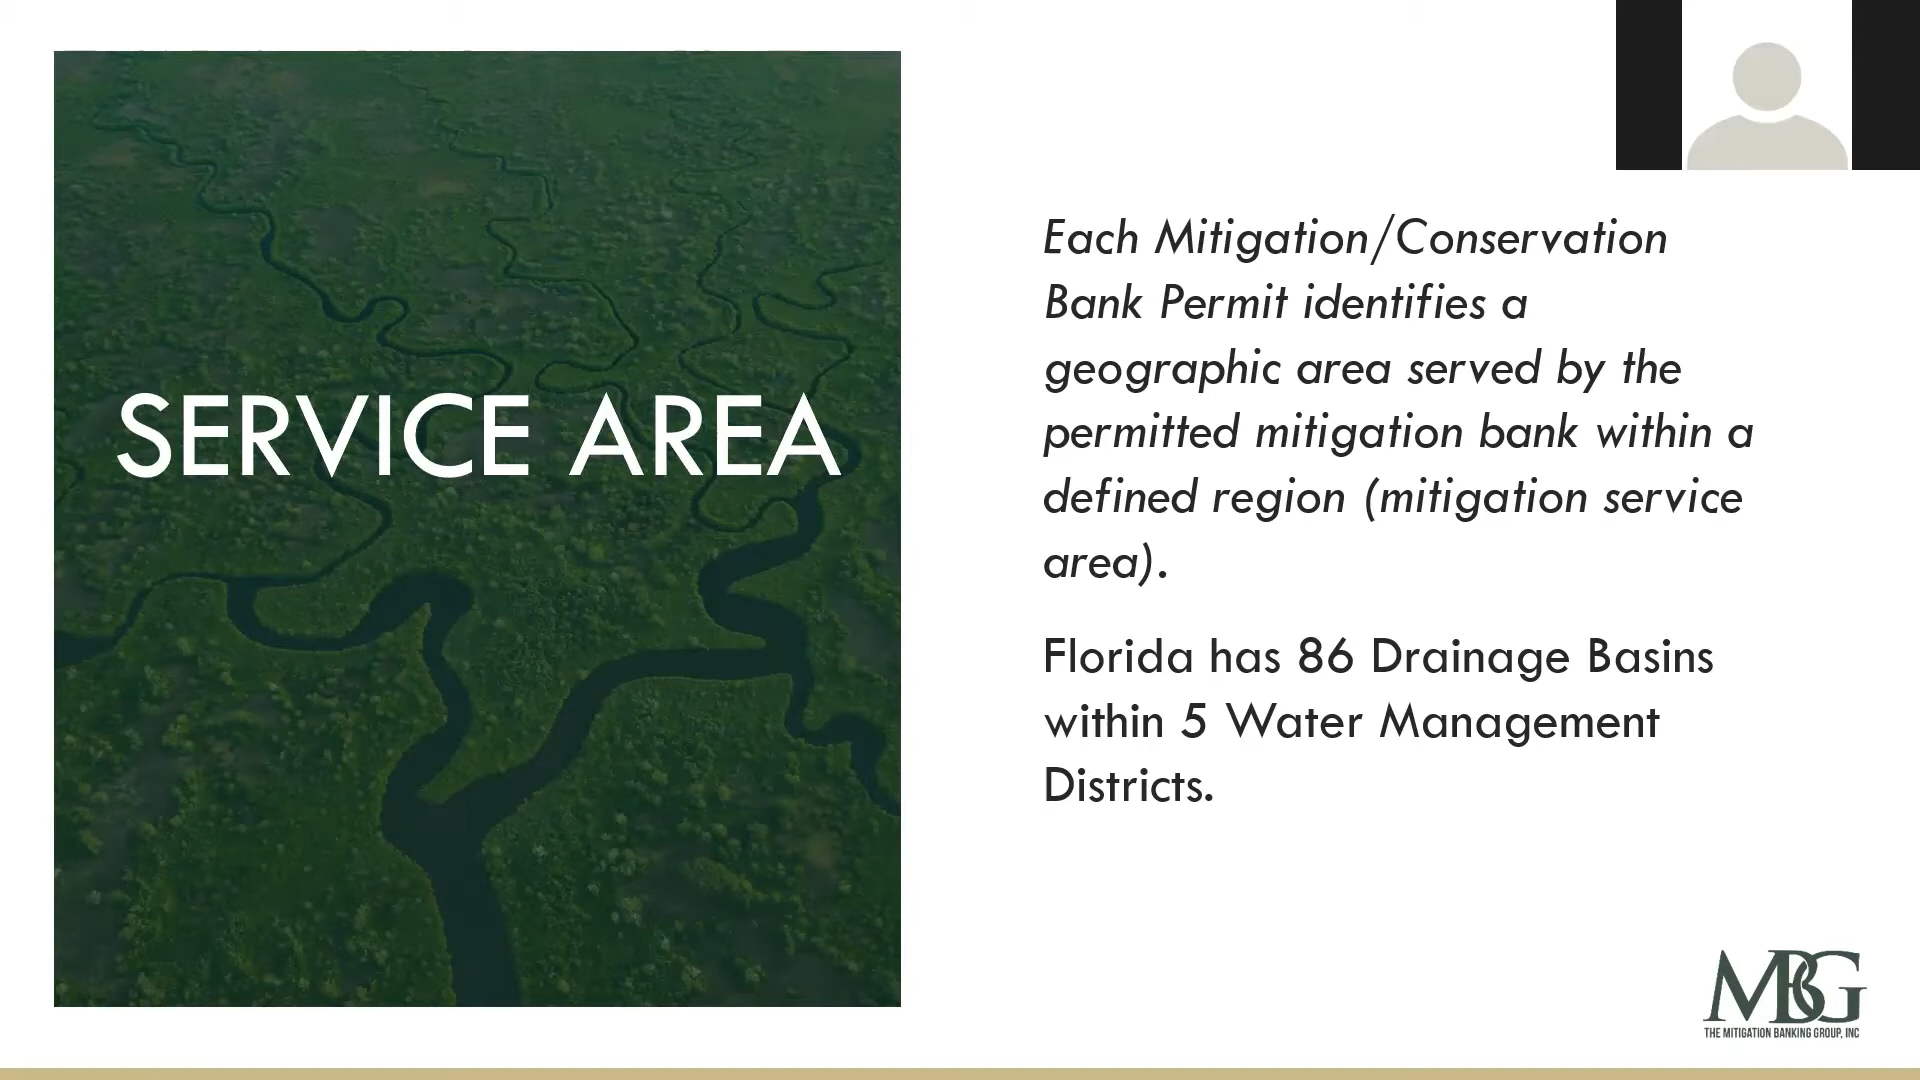 SERVICE AREA
Each Mitigation/Conservation
Bank Permit identifies a
geographic area served by the
permitted mitigation bank within a
defined region (mitigation service
area).
Florida has 86 Drainage Basins
within 5 Water Management
Districts.
MBG
THE MITIGATION BANKING GROUP, INC